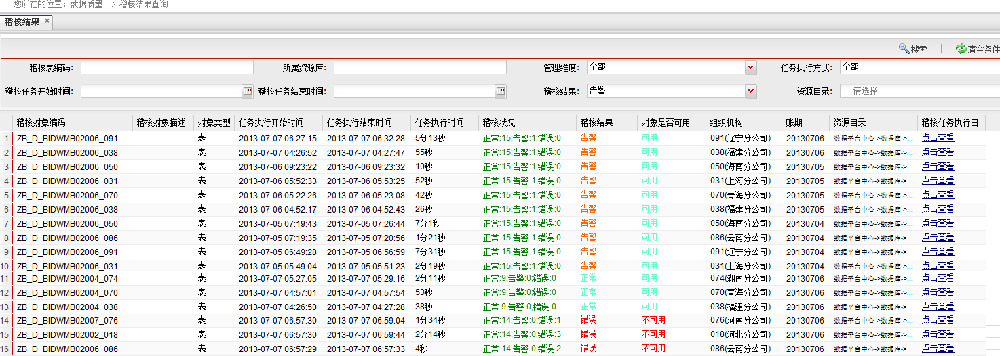 您所在的位置: 数据质量 > 稽核结果查询
稽核结果 ×
搜索 清空条件
稽核表编码: 所属资源库: 管理维度: 全部 任务执行方式: 全部
稽核任务开始时间: 稽核任务结束时间: 稽核结果: 告警 资源目录: --请选择--
稽核对象编码 稽核对象描述 对象类型 任务执行开始时间 任务执行结束时间 任务执行时间 稽核状况 稽核结果 对象是否可用 组织机构 账期 资源目录 稽核任务执行日...
1 ZB_D_BIDWMB02006_091 表 2013-07-07 06:27:15 2013-07-07 06:32:28 5分13秒 正常:15;告警:1;错误:0 告警 可用 091(辽宁分公司) 20130706 数据平台中心->数据库->... 点击查看
2 ZB_D_BIDWMB02006_038 表 2013-07-07 04:26:52 2013-07-07 04:27:47 55秒 正常:15;告警:1;错误:0 告警 可用 038(福建分公司) 20130706 数据平台中心->数据库->... 点击查看
3 ZB_D_BIDWMB02006_050 表 2013-07-06 09:23:22 2013-07-06 09:23:32 10秒 正常:15;告警:1;错误:0 告警 可用 050(海南分公司) 20130705 数据平台中心->数据库->... 点击查看
4 ZB_D_BIDWMB02006_031 表 2013-07-06 05:52:33 2013-07-06 05:53:25 52秒 正常:15;告警:1;错误:0 告警 可用 031(上海分公司) 20130705 数据平台中心->数据库->... 点击查看
5 ZB_D_BIDWMB02006_070 表 2013-07-06 05:22:26 2013-07-06 05:23:08 42秒 正常:15;告警:1;错误:0 告警 可用 070(青海分公司) 20130705 数据平台中心->数据库->... 点击查看
6 ZB_D_BIDWMB02006_038 表 2013-07-06 04:52:17 2013-07-06 04:52:43 26秒 正常:15;告警:1;错误:0 告警 可用 038(福建分公司) 20130705 数据平台中心->数据库->... 点击查看
7 ZB_D_BIDWMB02006_050 表 2013-07-05 07:19:43 2013-07-05 07:26:44 7分1秒 正常:15;告警:1;错误:0 告警 可用 050(海南分公司) 20130704 数据平台中心->数据库->... 点击查看
8 ZB_D_BIDWMB02006_086 表 2013-07-05 07:19:35 2013-07-05 07:20:56 1分21秒 正常:15;告警:1;错误:0 告警 可用 086(云南分公司) 20130704 数据平台中心->数据库->... 点击查看
9 ZB_D_BIDWMB02006_091 表 2013-07-05 06:49:28 2013-07-05 06:56:59 7分31秒 正常:15;告警:1;错误:0 告警 可用 091(辽宁分公司) 20130704 数据平台中心->数据库->... 点击查看
10 ZB_D_BIDWMB02006_031 表 2013-07-05 05:49:04 2013-07-05 05:51:23 2分19秒 正常:15;告警:1;错误:0 告警 可用 031(上海分公司) 20130704 数据平台中心->数据库->... 点击查看
11 ZB_D_BIDWMB02004_074 表 2013-07-07 05:27:05 2013-07-07 05:29:16 2分11秒 正常:9;告警:0;错误:0 正常 可用 074(湖南分公司) 20130706 数据平台中心->数据库->... 点击查看
12 ZB_D_BIDWMB02004_070 表 2013-07-07 04:57:01 2013-07-07 04:57:54 53秒 正常:9;告警:0;错误:0 正常 可用 070(青海分公司) 20130706 数据平台中心->数据库->... 点击查看
13 ZB_D_BIDWMB02004_038 表 2013-07-07 04:26:50 2013-07-07 04:27:28 38秒 正常:9;告警:0;错误:0 正常 可用 038(福建分公司) 20130706 数据平台中心->数据库->... 点击查看
14 ZB_D_BIDWMB02007_076 表 2013-07-07 06:57:30 2013-07-07 06:59:04 1分34秒 正常:14;告警:0;错误:1 错误 不可用 076(河南分公司) 20130706 数据平台中心->数据库->... 点击查看
15 ZB_D_BIDWMB02002_018 表 2013-07-07 06:57:30 2013-07-07 06:59:44 2分14秒 正常:14;告警:0;错误:3 错误 不可用 018(河北分公司) 20130706 数据平台中心->数据库->... 点击查看
16 ZB_D_BIDWMB02006_086 表 2013-07-07 06:57:29 2013-07-07 06:57:33 4秒 正常:14;告警:0;错误:2 错误 不可用 086(云南分公司) 20130706 数据平台中心->数据库->... 点击查看